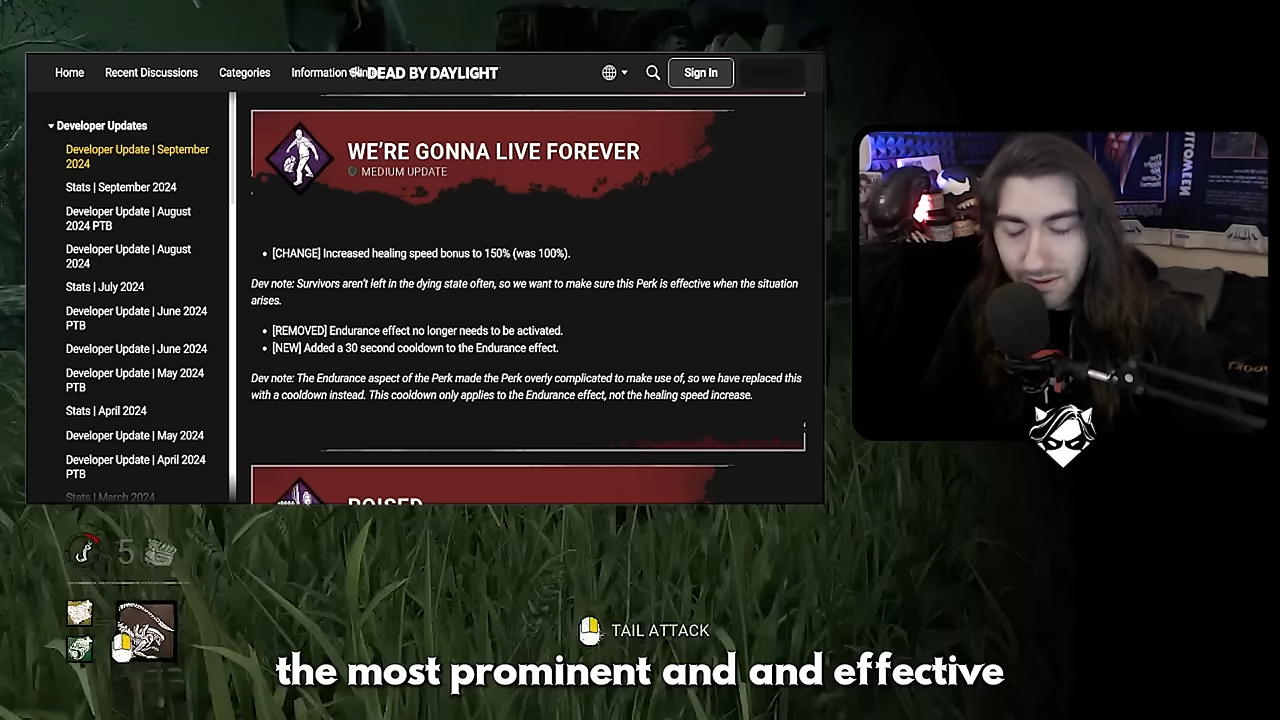 Home
Recent Discussions
Categories
Information
DEAD BY DAYLIGHT
Sign In
Developer Updates
Developer Update | September
2024
Stats | September 2024
Developer Update | August
2024 PTB
Developer Update | August
2024
Stats | July 2024
Developer Update | June 2024
PTB
Developer Update | June 2024
Developer Update | May 2024
PTB
Stats | April 2024
Developer Update | May 2024
Developer Update | April 2024
PTB
Stats | March 2024
WE'RE GONNA LIVE FOREVER
MEDIUM UPDATE
[CHANGE] Increased healing speed bonus to 150% (was 100%).
Dev note: Survivors aren't left in the dying state often, so we want to make sure this Perk is effective when the situation
arises.
[REMOVED] Endurance effect no longer needs to be activated.
[NEW] Added a 30 second cooldown to the Endurance effect.
Dev note: The Endurance aspect of the Perk made the Perk overly complicated to make use of, so we have replaced this
with a cooldown instead. This cooldown only applies to the Endurance effect, not the healing speed increase.
POISED
HALLOWEEN
5
TAIL ATTACK
the most prominent and and effective